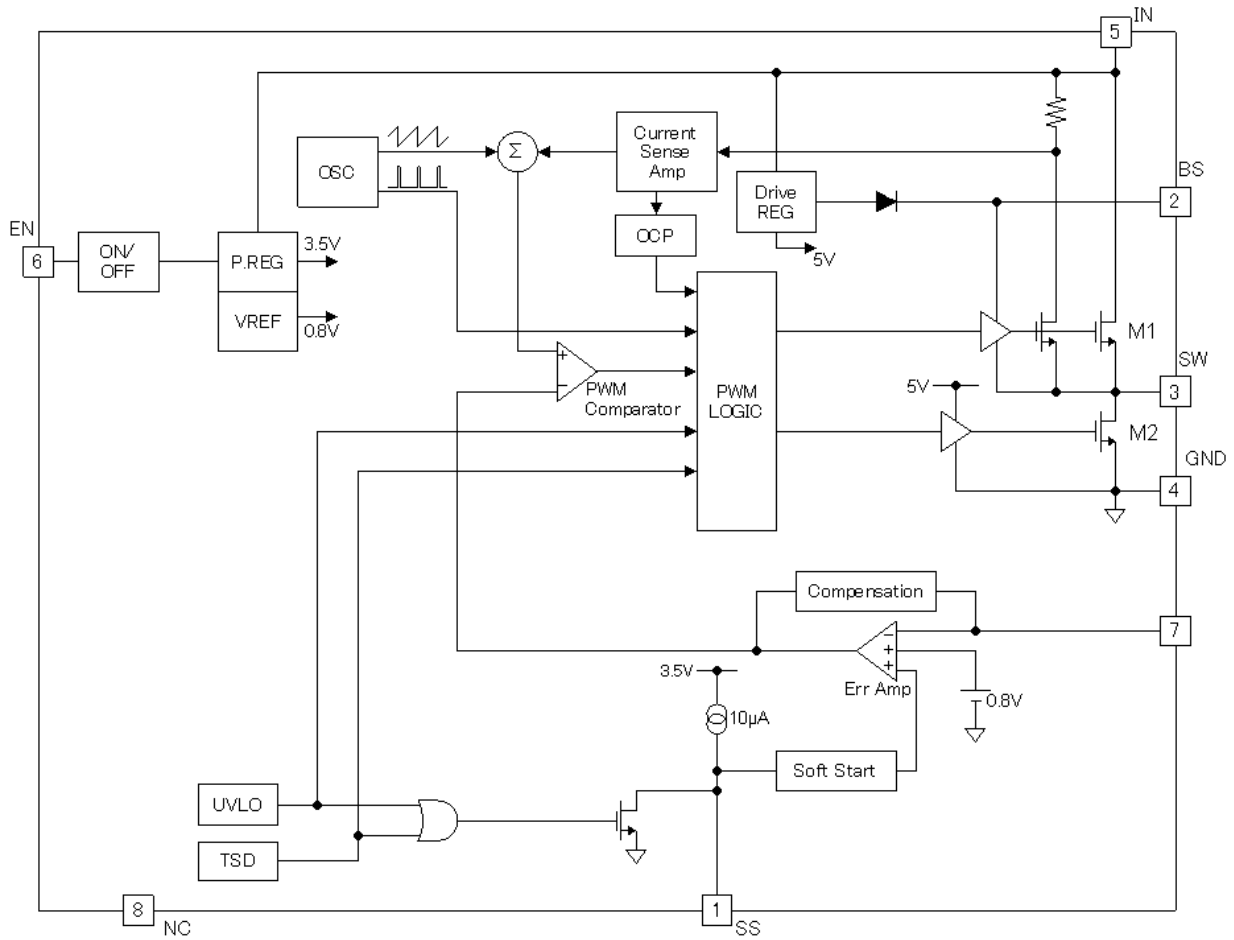 IN
5
Current
Sense
Amp
OSC
Σ
BS
2
Drive
REG
EN
6
ON/
OFF
P.REG
3.5V
OCP
5V
VREF
0.8V
M1
SW
3
+
−
PWM
Comparator
PWM
LOGIC
5V
M2
GND
4
Compensation
7
−
+
+
3.5V
Err Amp
0.8V
10μA
Soft Start
UVLO
TSD
8
NC
1
SS